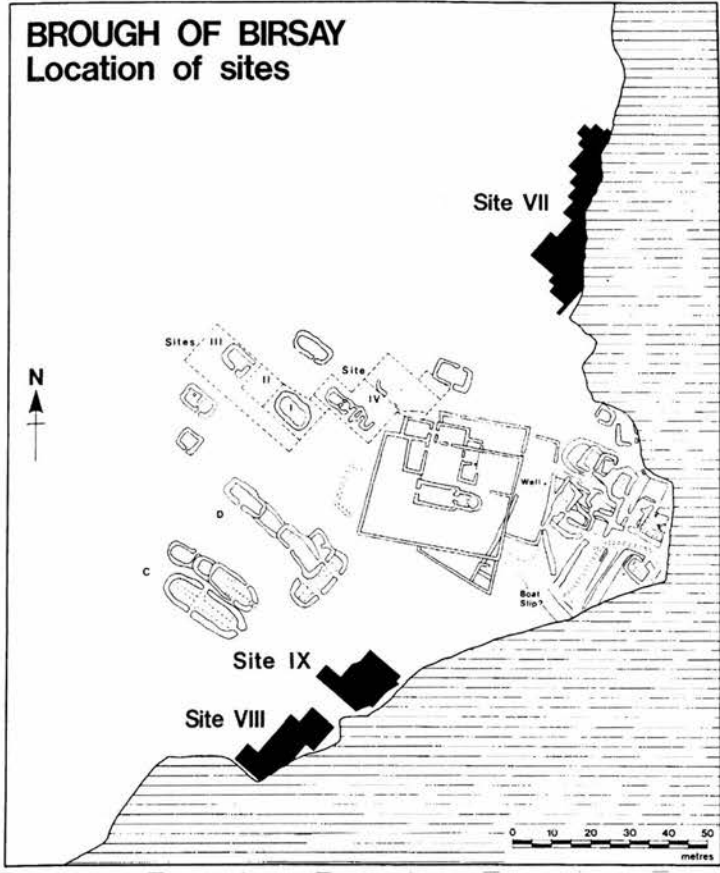 BROUGH OF BIRSAY
Location of sites
Site VII
Sites III
II
I
Site
IV
N
Well
D
C
Boat
Slip?
Site IX
Site VIII
0 10 20 30 40 50
metres